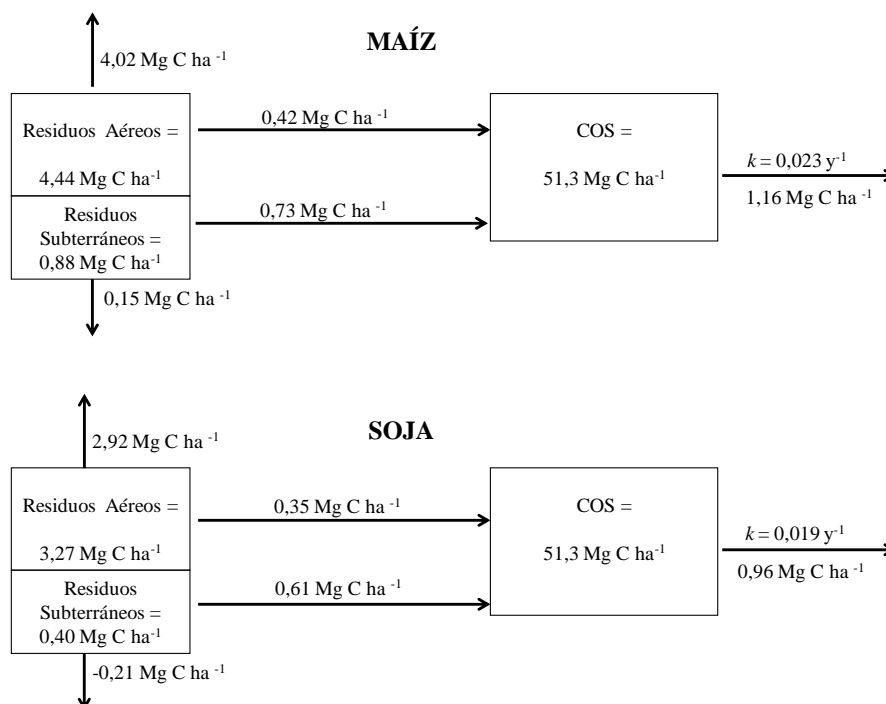 MAÍZ
4,02 Mg C ha -1
Residuos Aéreos =
4,44 Mg C ha-1
Residuos
Subterráneos =
0,88 Mg C ha-1
0,15 Mg C ha -1
0,42 Mg C ha -1
0,73 Mg C ha -1
COS =
51,3 Mg C ha-1
k = 0,023 y-1
1,16 Mg C ha -1
SOJA
2,92 Mg C ha -1
Residuos Aéreos =
3,27 Mg C ha-1
Residuos
Subterráneos =
0,40 Mg C ha-1
-0,21 Mg C ha -1
0,35 Mg C ha -1
0,61 Mg C ha -1
COS =
51,3 Mg C ha-1
k = 0,019 y-1
0,96 Mg C ha -1